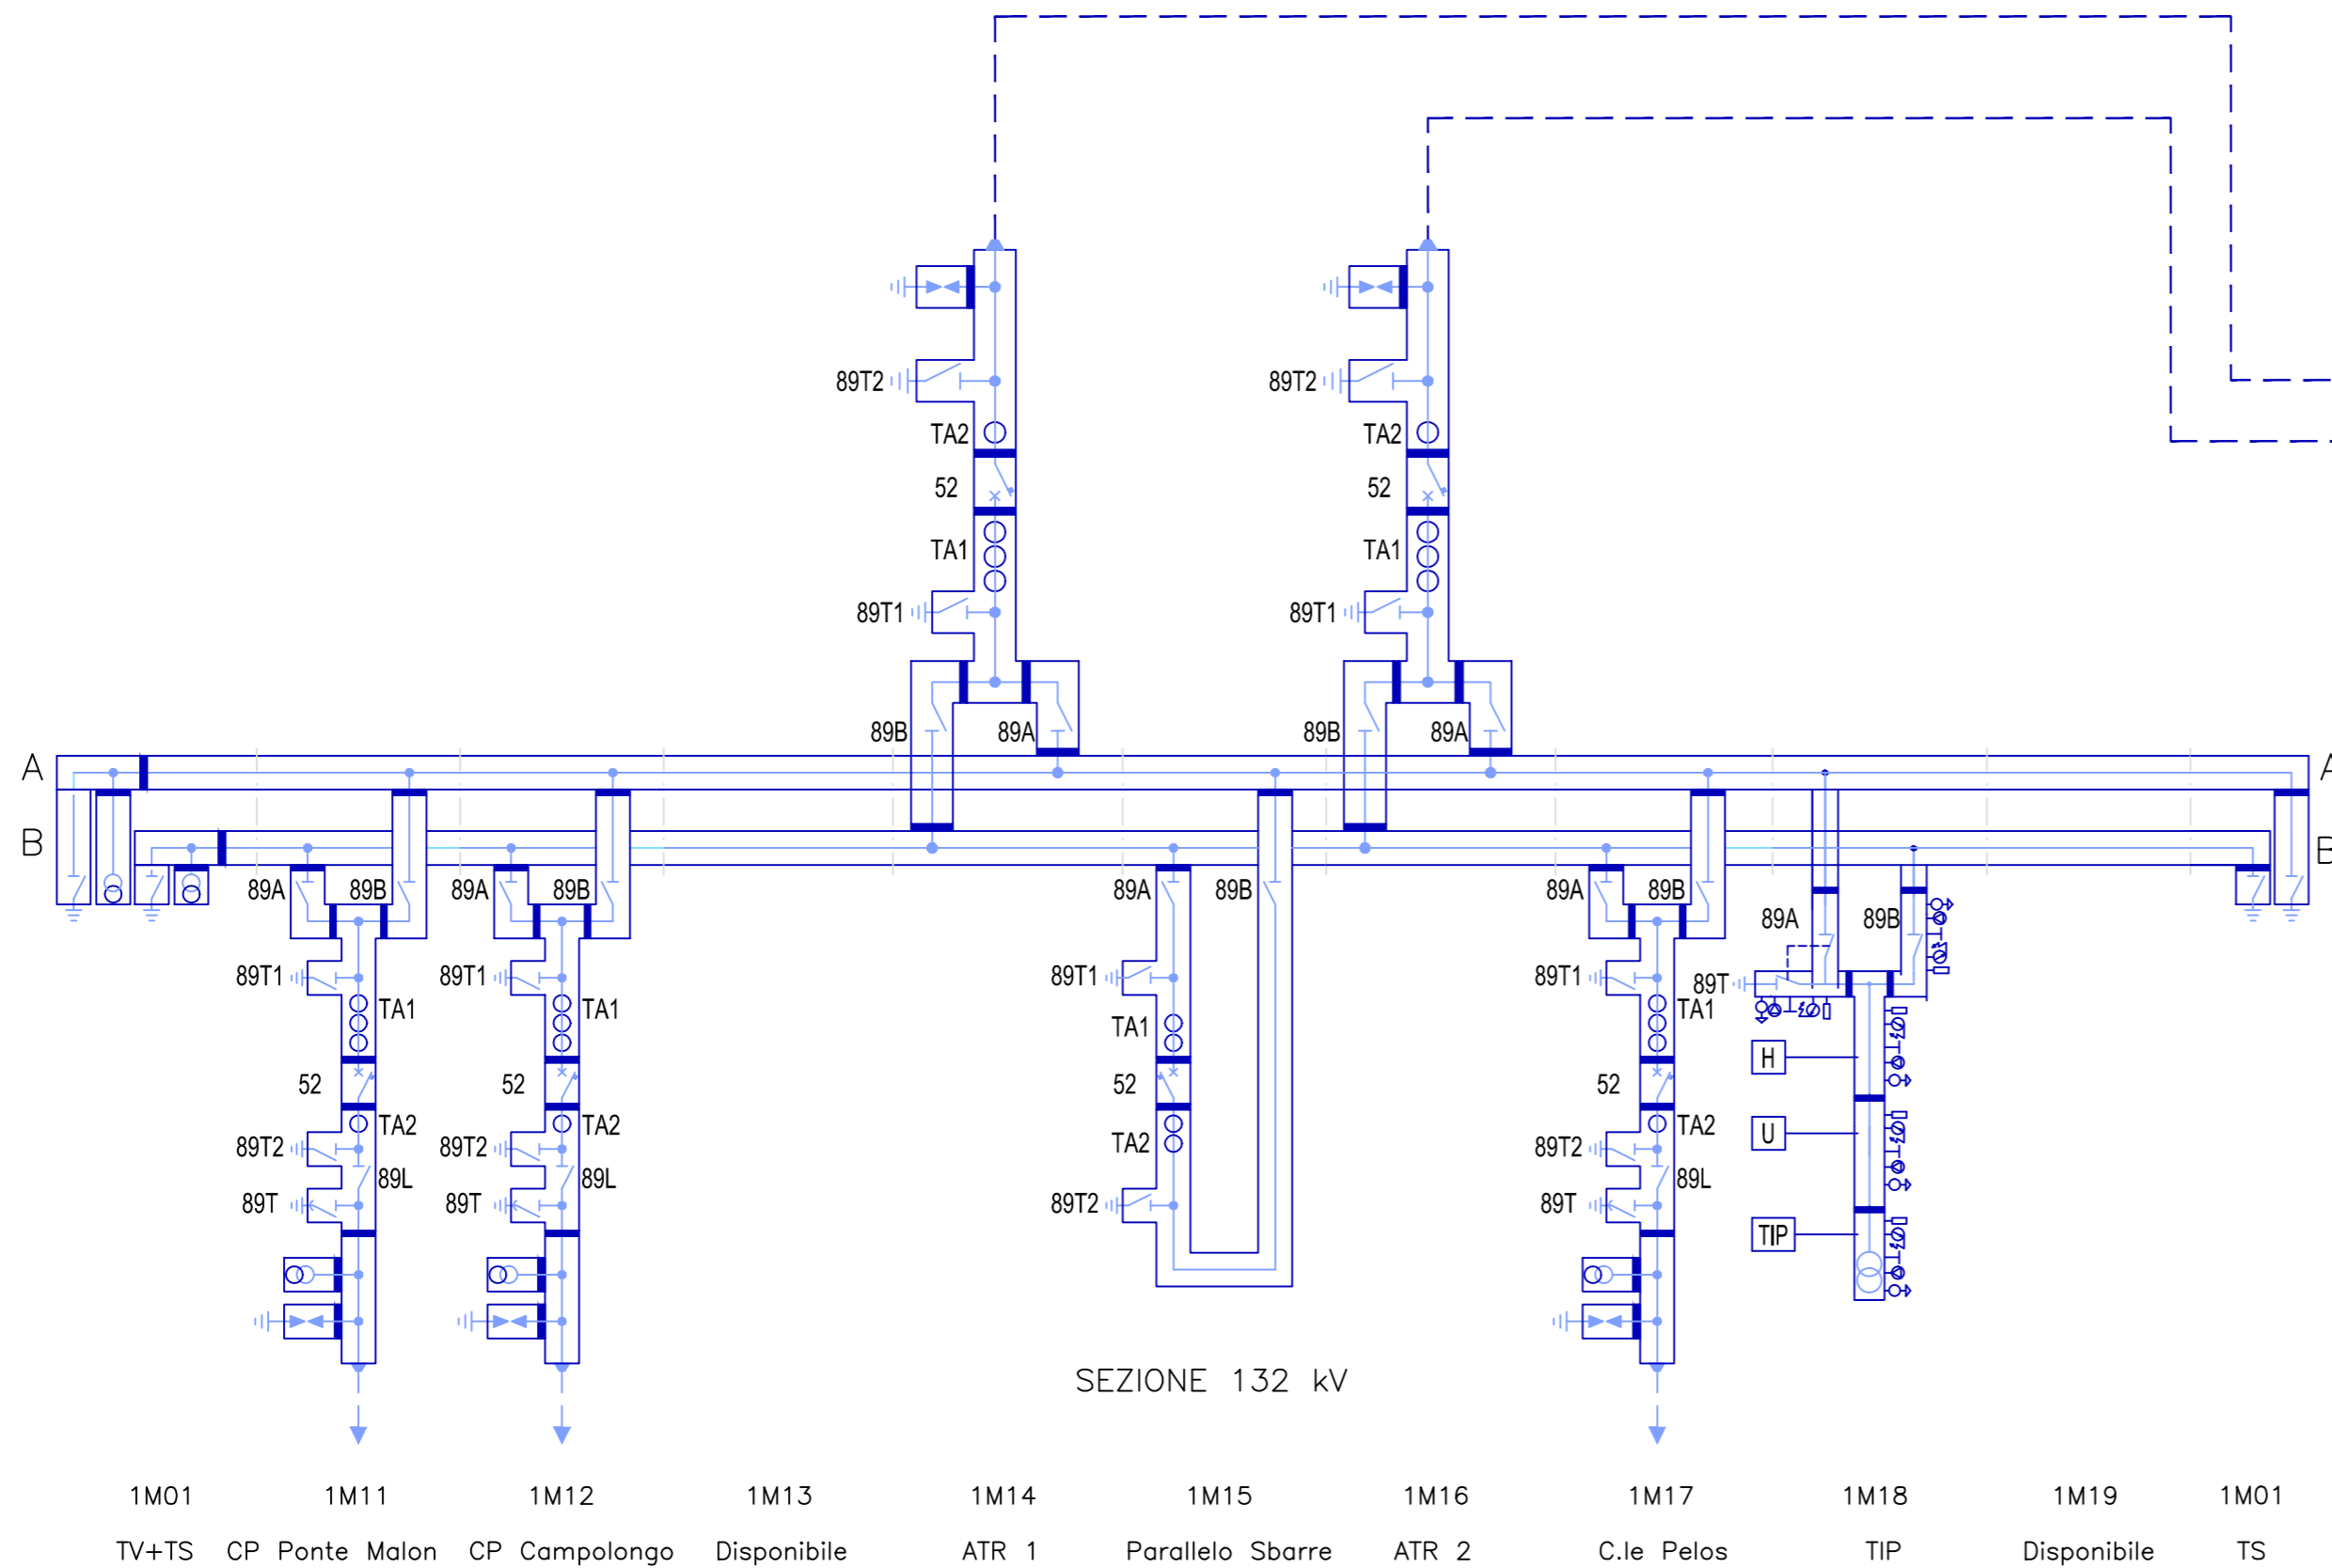 89T2
89T2
TA2
TA2
52
52
TA1
TA1
89T1
89T1
89B
89A
89B
89A
A
A
B
B
89A
89B
89A
89B
89A
89B
89A
89B
89A
89B
89T1
89T1
89T1
89T1
89T
TA1
TA1
TA1
TA1
H
52
52
52
52
TA2
TA2
TA2
TA2
U
89T2
89T2
89T2
89L
89L
89L
89T
89T
89T2
89T
TIP
SEZIONE 132 kV
1M01 1M11 1M12 1M13 1M14 1M15 1M16 1M17 1M18 1M19 1M01
TV+TS CP Ponte Malon CP Campolongo Disponibile ATR 1 Parallelo Sbarre ATR 2 C.le Pelos TIP Disponibile TS